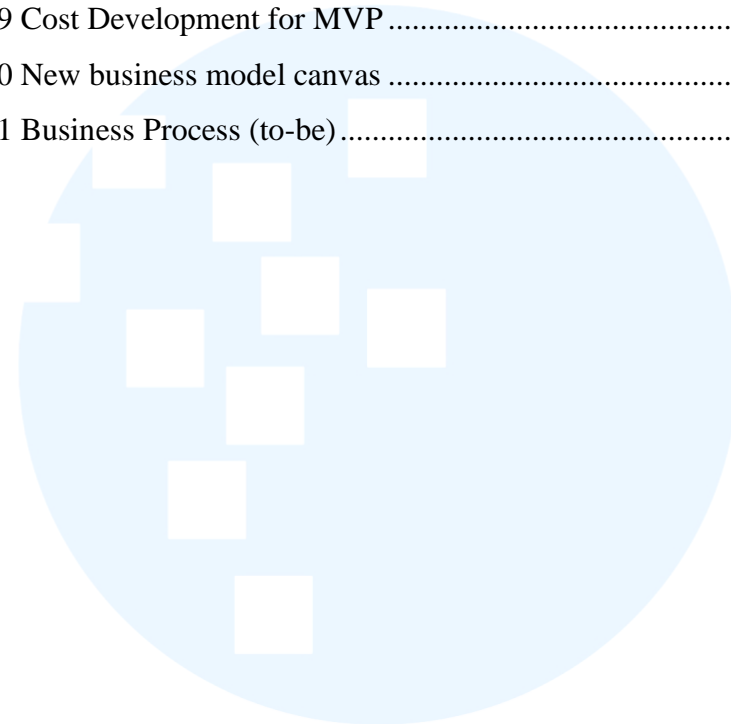 9 Cost Development for MVP................................................
0 New business model canvas ................................................
1 Business Process (to-be)......................................................